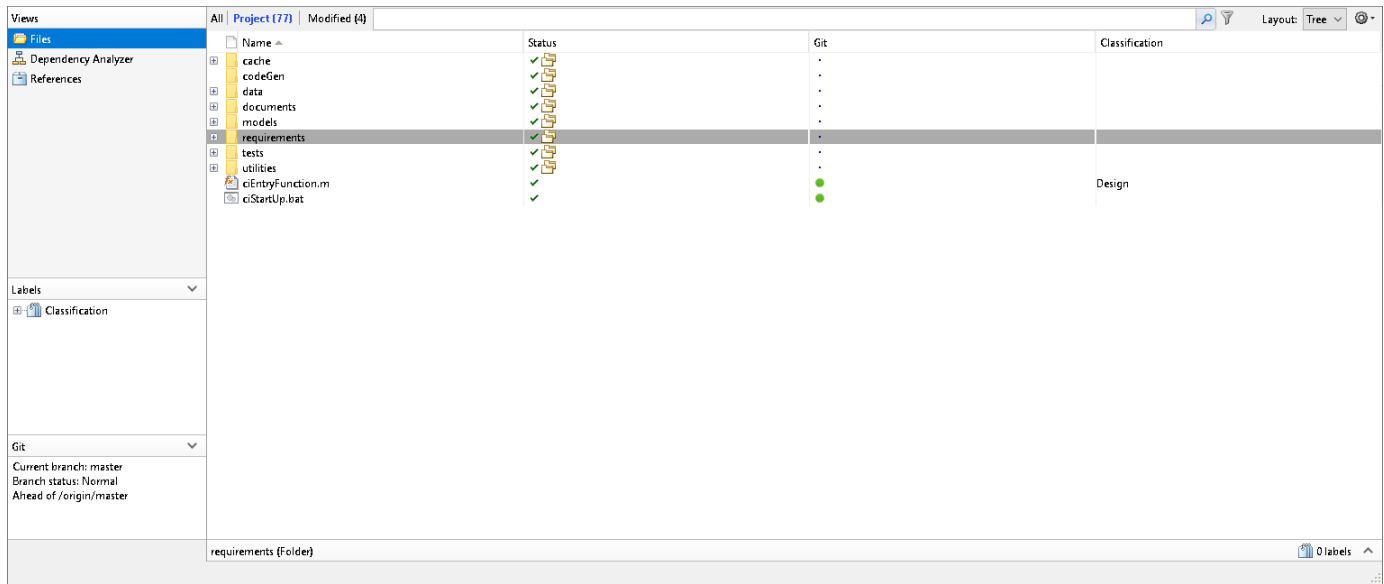 Views
Files
Dependency Analyzer
References
All Project (77) Modified (4)
Layout: Tree
Name Status Git Classification
cache
codeGen
data
documents
models
requirements
tests
utilities
ciEntryFunction.m Design
ciStartUp.bat
Labels
Classification
Git
Current branch: master
Branch status: Normal
Ahead of /origin/master
requirements (Folder) 0 labels